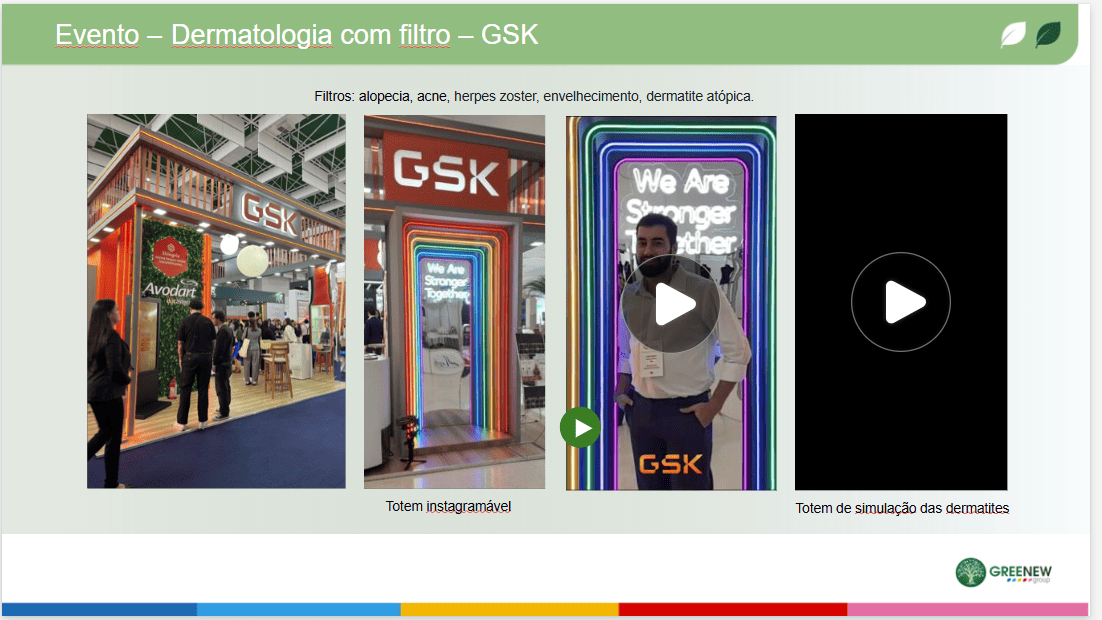 Evento – Dermatologia com filtro – GSK
Filtros: alopecia, acne, herpes zoster, envelhecimento, dermatite atópica.
GSK
Avodart
GSK
We Are
Stronger
Together
We Are
Stronger
Together
GSK
Totem instagramável
Totem de simulação das dermatites
GREENEW
group